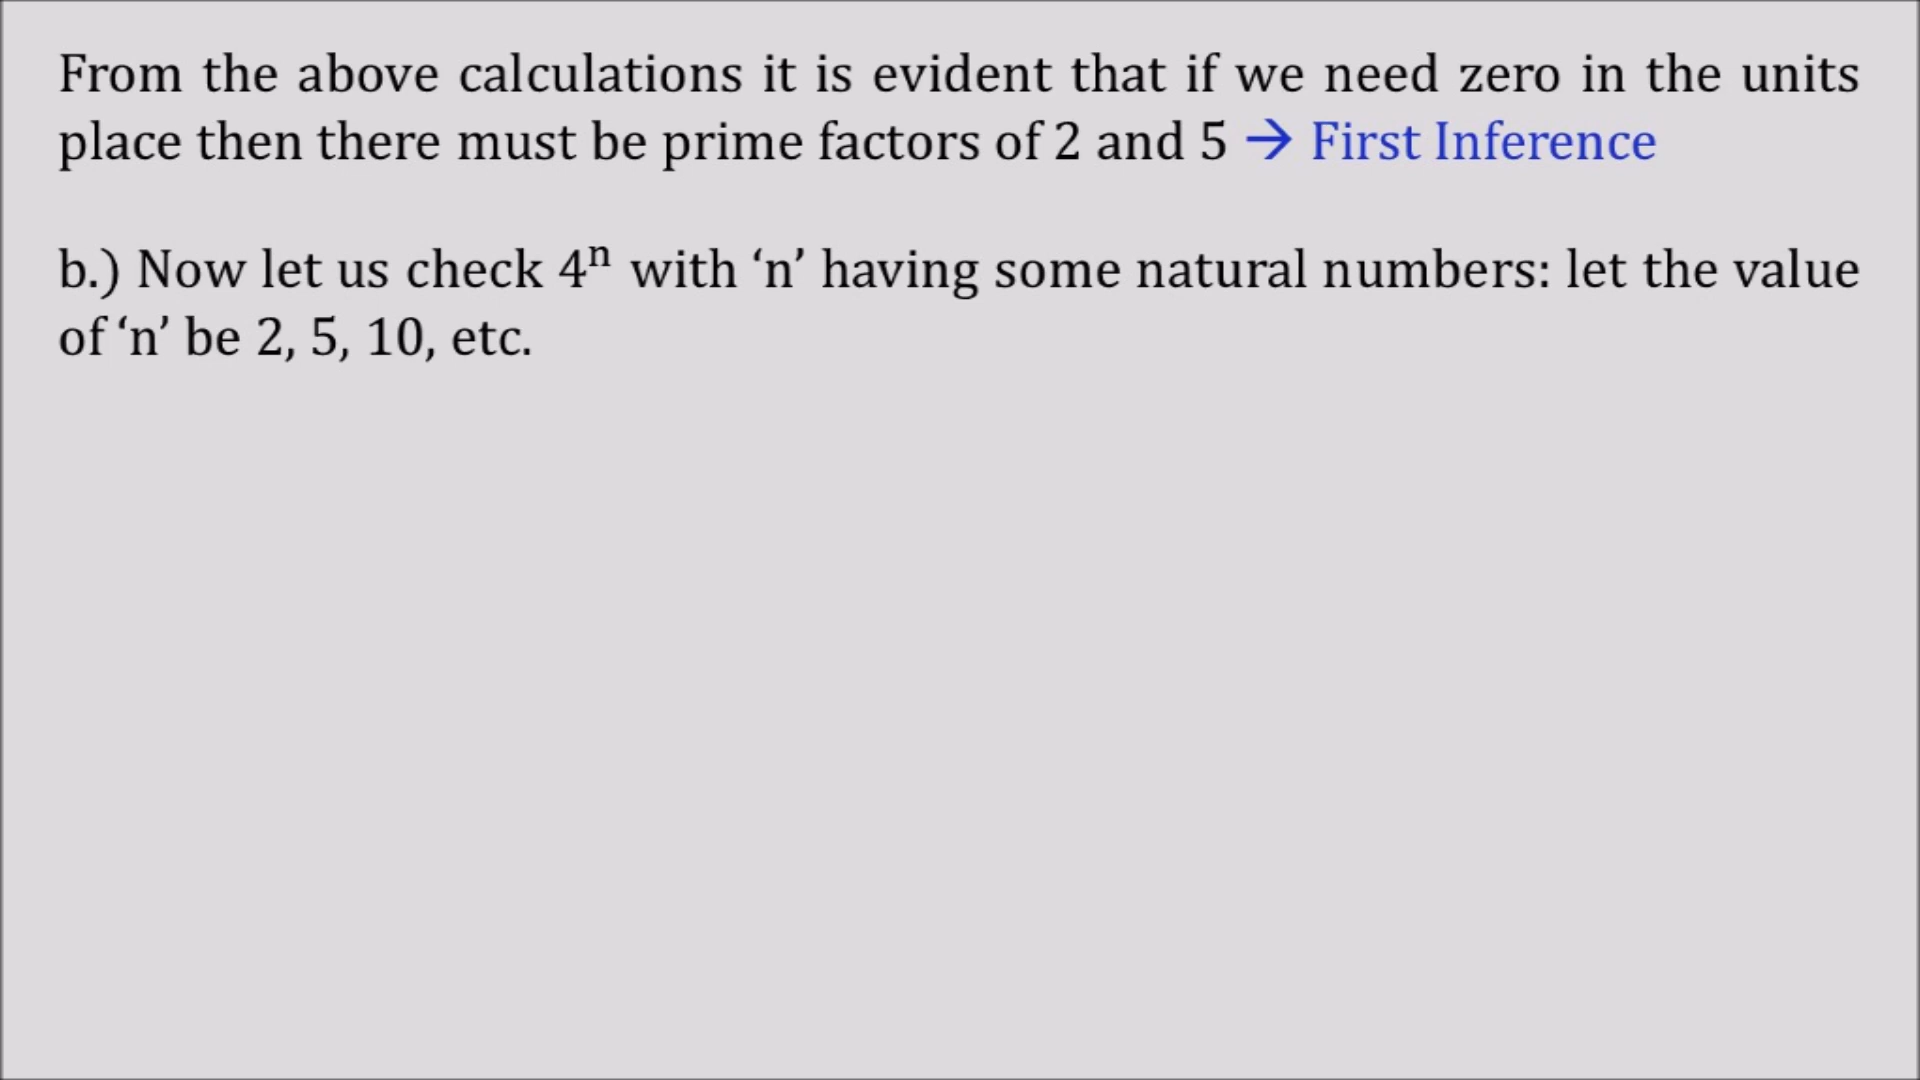 From the above calculations it is evident that if we need zero in the units
place then there must be prime factors of 2 and 5 → First Inference
b.) Now let us check 4ⁿ with ‘n’ having some natural numbers: let the value
of ‘n’ be 2, 5, 10, etc.